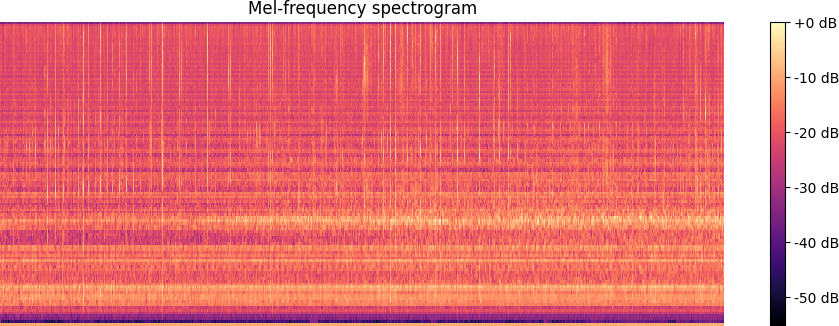 Mel-frequency spectrogram
+0 dB
-10 dB
-20 dB
-30 dB
-40 dB
-50 dB